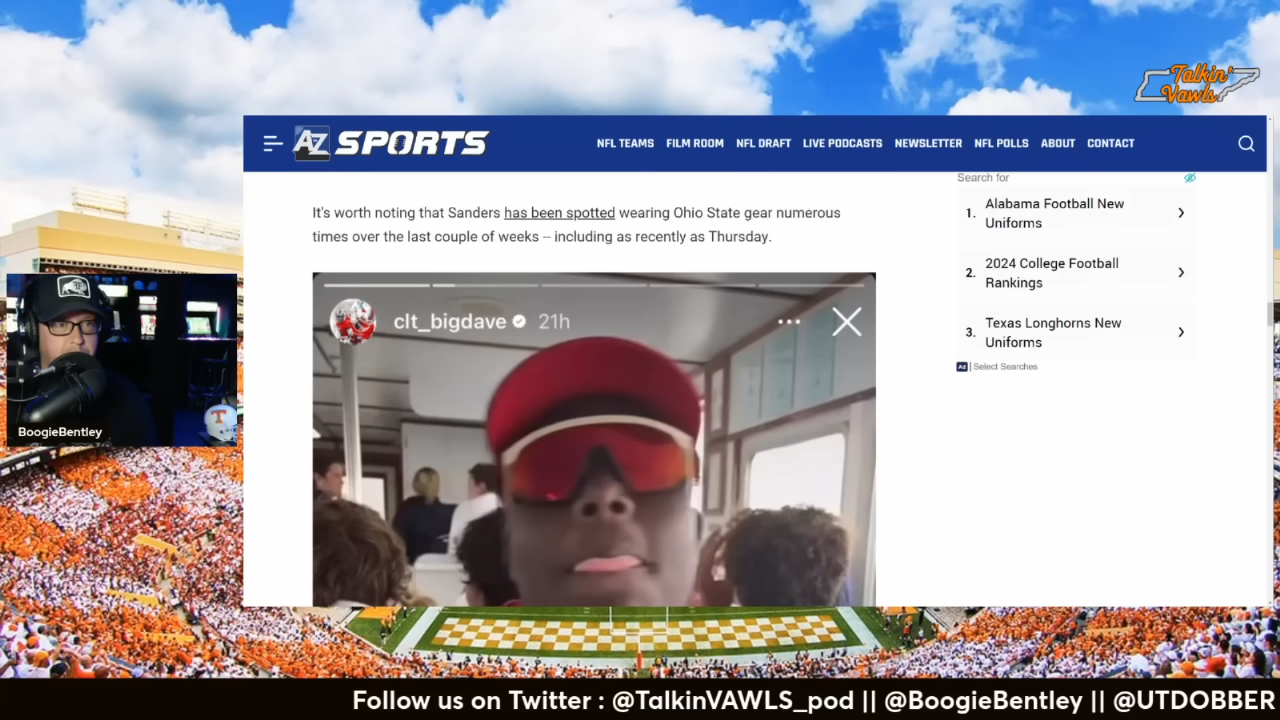 Talkin'
Vawls
AZ SPORTS
NFL TEAMS FILM ROOM NFL DRAFT LIVE PODCASTS NEWSLETTER NFL POLLS ABOUT CONTACT
It's worth noting that Sanders has been spotted wearing Ohio State gear numerous
times over the last couple of weeks -- including as recently as Thursday.
clt_bigdave 21h
Search for
1. Alabama Football New
Uniforms
2. 2024 College Football
Rankings
3. Texas Longhorns New
Uniforms
Ad | Select Searches
T
BoogieBentley
Follow us on Twitter : @TalkinVAWLS_pod || @BoogieBentley || @UTDOBBER